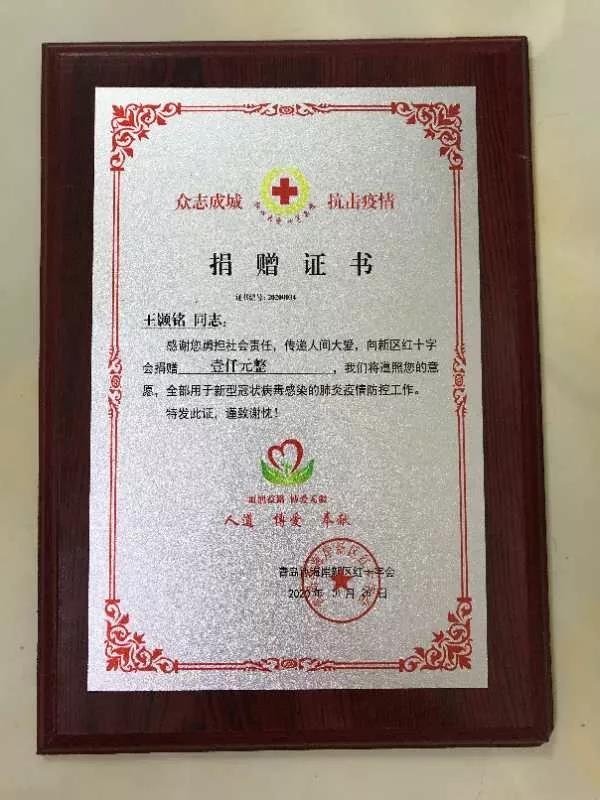 众志成城 抗击疫情
捐赠证书
证书编号: 20200034
王颢铭 同志:
感谢您勇担社会责任，传递人间大爱，向新区红十字
会捐赠 壹仟元整 ，我们将遵照您的意
愿，全部用于新型冠状病毒感染的肺炎疫情防控工作。
特发此证，谨致谢忱！
人道 博爱 奉献
青岛西海岸新区红十字会
2020年 月 日